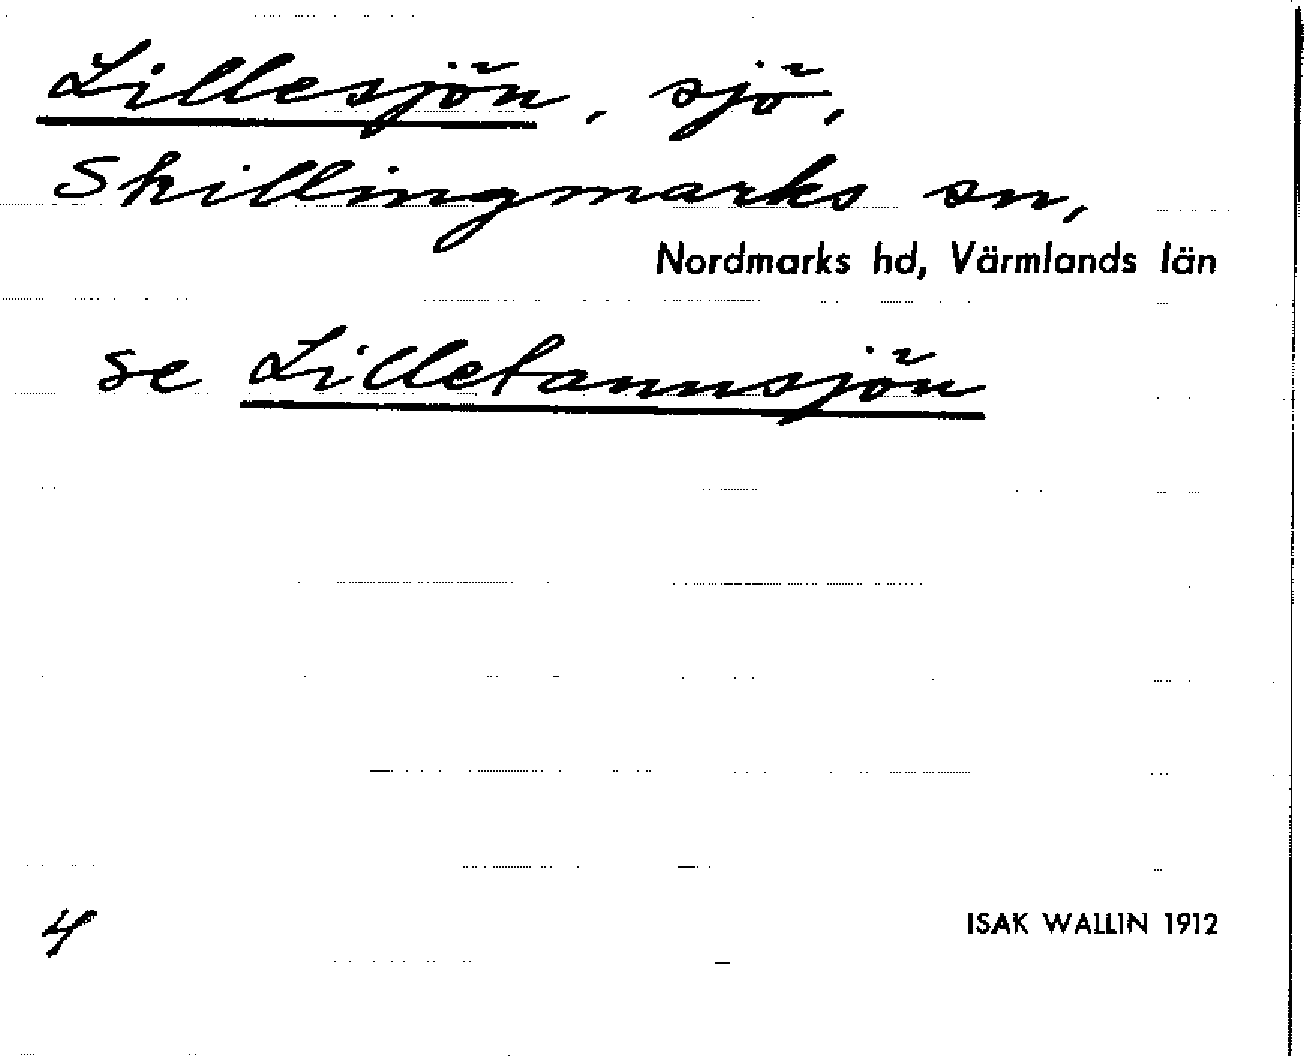 Lillesjön, sjö,
Skillingmarks sn,
Nordmarks hd, Värmlands län
se Lilletannsjön
4
ISAK WALLIN 1912